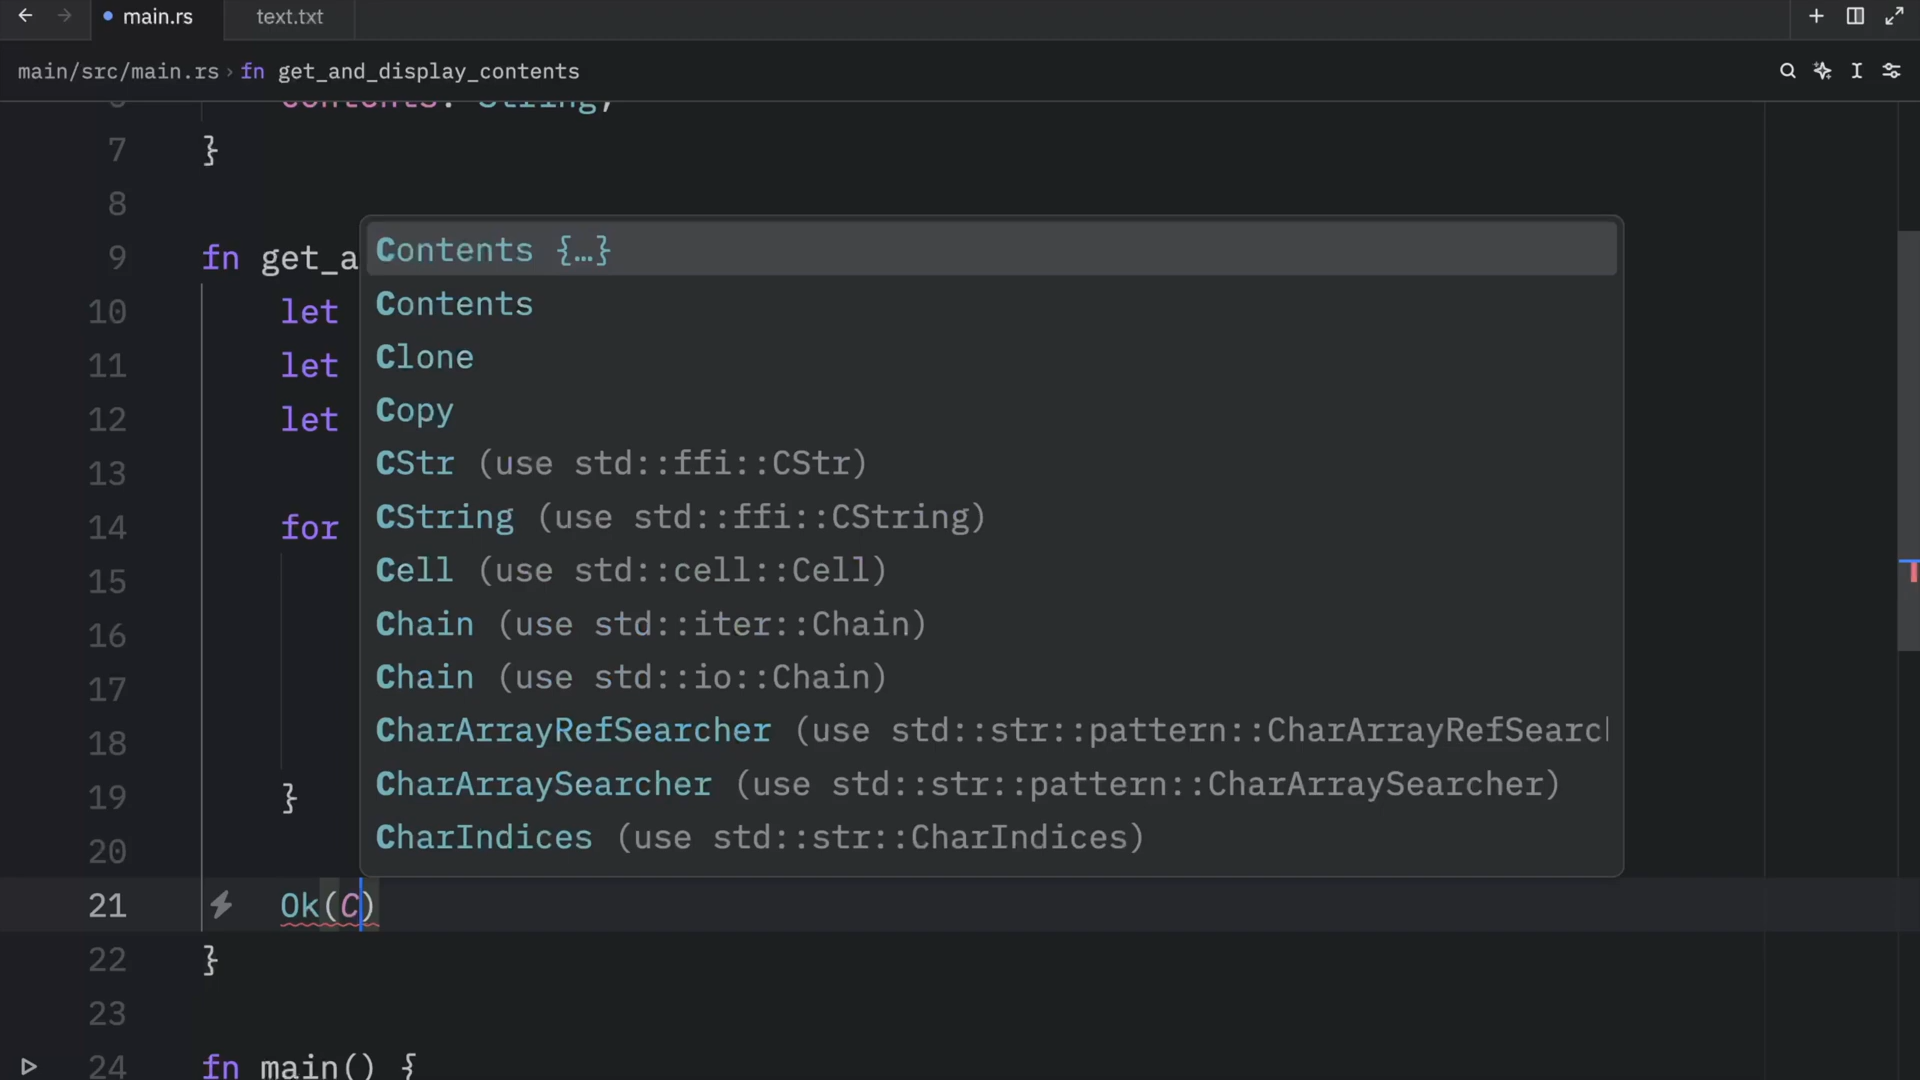 main.rs
text.txt
main/src/main.rs › fn get_and_display_contents
6 contents: String,
7 }
8
9 fn get_a
10 let
11 let
12 let
13
14 for
15
16
17
18
19 }
20
Contents {…}
Contents
Clone
Copy
CStr (use std::ffi::CStr)
CString (use std::ffi::CString)
Cell (use std::cell::Cell)
Chain (use std::iter::Chain)
Chain (use std::io::Chain)
CharArrayRefSearcher (use std::str::pattern::CharArrayRefSearc
CharArraySearcher (use std::str::pattern::CharArraySearcher)
CharIndices (use std::str::CharIndices)
21 Ok(C)
22 }
23
24 fn main() {